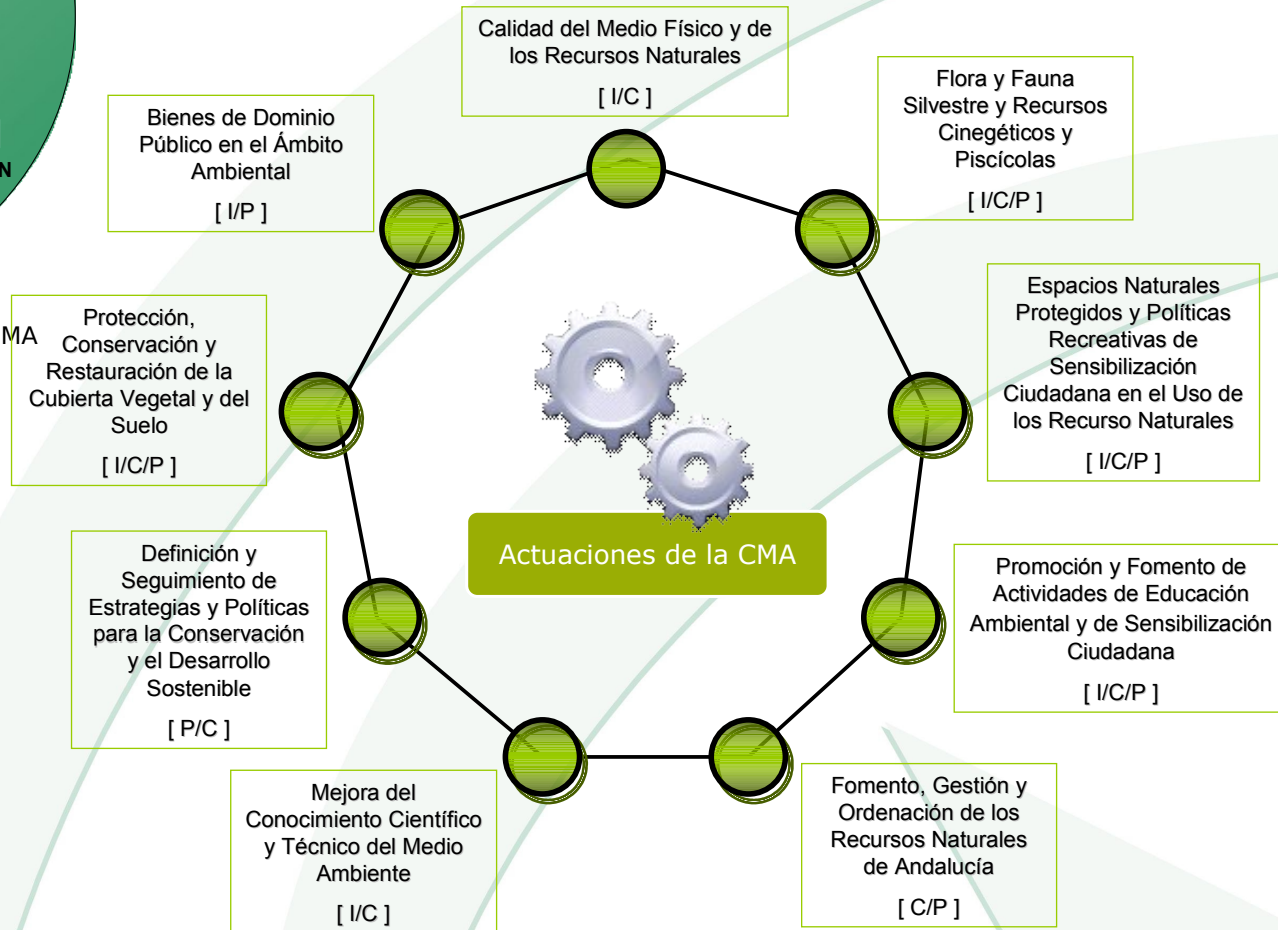 Calidad del Medio Físico y de
los Recursos Naturales
[ I/C ]
Flora y Fauna
Silvestre y Recursos
Cinegéticos y
Piscícolas
[ I/C/P ]
Bienes de Dominio
Público en el Ámbito
Ambiental
[ I/P ]
N
Espacios Naturales
Protegidos y Políticas
Recreativas de
Sensibilización
Ciudadana en el Uso de
los Recurso Naturales
[ I/C/P ]
MA
Protección,
Conservación y
Restauración de la
Cubierta Vegetal y del
Suelo
[ I/C/P ]
Actuaciones de la CMA
Definición y
Seguimiento de
Estrategias y Políticas
para la Conservación
y el Desarrollo
Sostenible
[ P/C ]
Promoción y Fomento de
Actividades de Educación
Ambiental y de Sensibilización
Ciudadana
[ I/C/P ]
Mejora del
Conocimiento Científico
y Técnico del Medio
Ambiente
[ I/C ]
Fomento, Gestión y
Ordenación de los
Recursos Naturales
de Andalucía
[ C/P ]